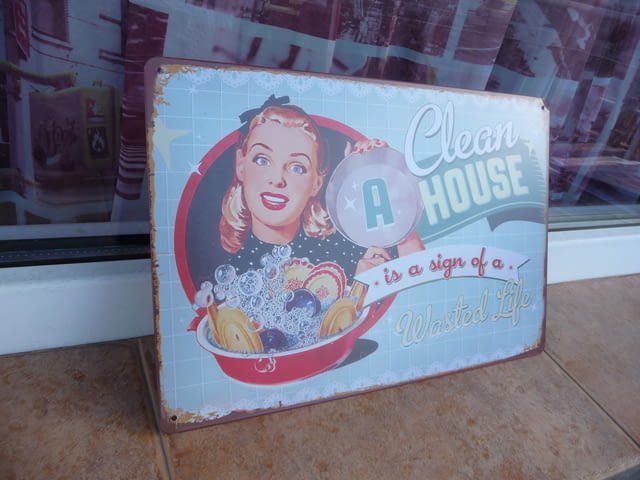 A Clean
HOUSE
is a sign of a
Wasted Life